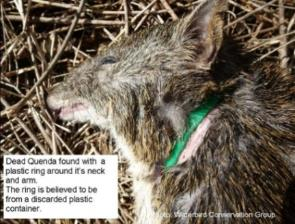 Dead Quenda found with a
plastic ring around it's neck
and arm.
The ring is believed to be
from a discarded plastic
container.
Photo: Waterbird Conservation Group